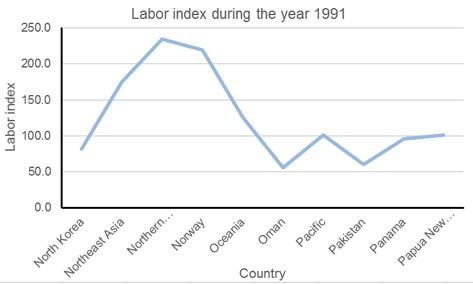 Labor index during the year 1991
Labor index
250.0
200.0
150.0
100.0
50.0
0.0
North Korea
Northeast Asia
Northern...
Norway
Oceania
Oman
Pacific
Pakistan
Panama
Papua New...
Country